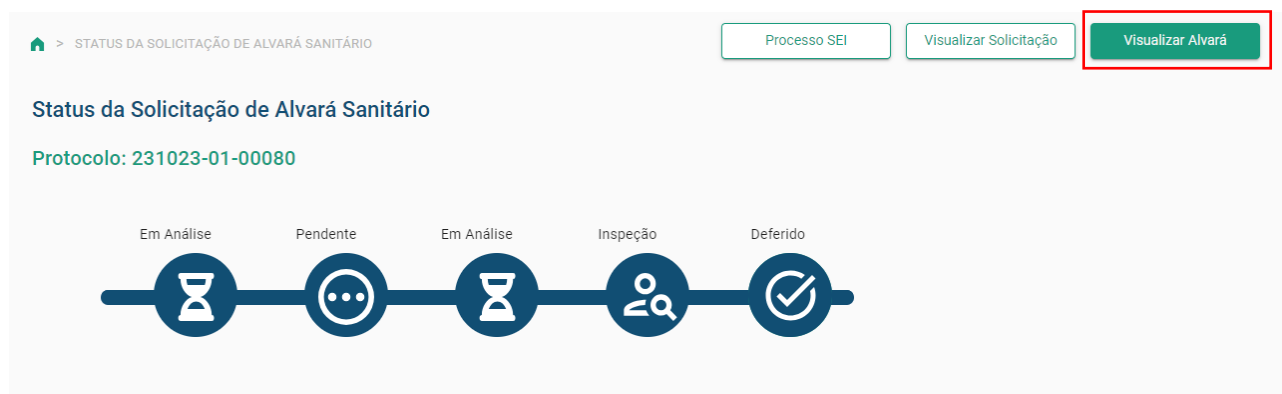 > STATUS DA SOLICITAÇÃO DE ALVARÁ SANITÁRIO
Processo SEI
Visualizar Solicitação
Visualizar Alvará
Status da Solicitação de Alvará Sanitário
Protocolo: 231023-01-00080
Em Análise
Pendente
Em Análise
Inspeção
Deferido